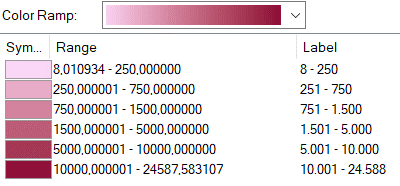 Color Ramp:
Sym... Range Label
8,010934 - 250,000000 8 - 250
250,000001 - 750,000000 251 - 750
750,000001 - 1500,000000 751 - 1.500
1500,000001 - 5000,000000 1.501 - 5.000
5000,000001 - 10000,000000 5.001 - 10.000
10000,000001 - 24587,583107 10.001 - 24.588